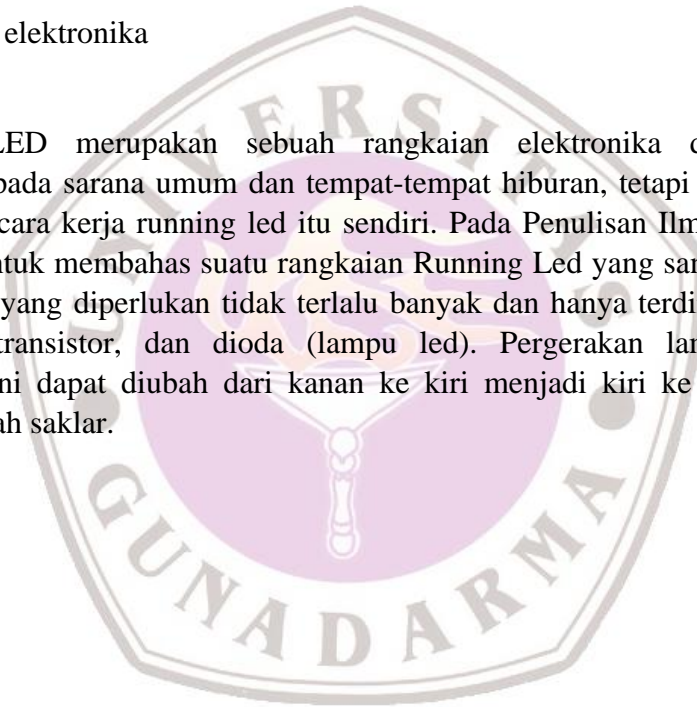 elektronika
LED merupakan sebuah rangkaian elektronika d
pada sarana umum dan tempat-tempat hiburan, tetapi
cara kerja running led itu sendiri. Pada Penulisan Ilm
ntuk membahas suatu rangkaian Running Led yang san
yang diperlukan tidak terlalu banyak dan hanya terdi
transistor, dan dioda (lampu led). Pergerakan lan
ni dapat diubah dari kanan ke kiri menjadi kiri ke
ah saklar.
UNIVERSITAS
GUNADARMA